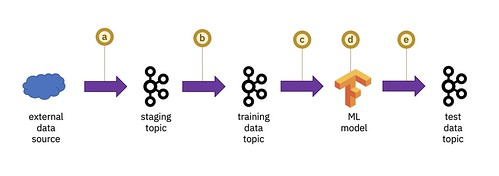 a
b
c
d
e
external
data
source
staging
topic
training
data
topic
ML
model
test
data
topic